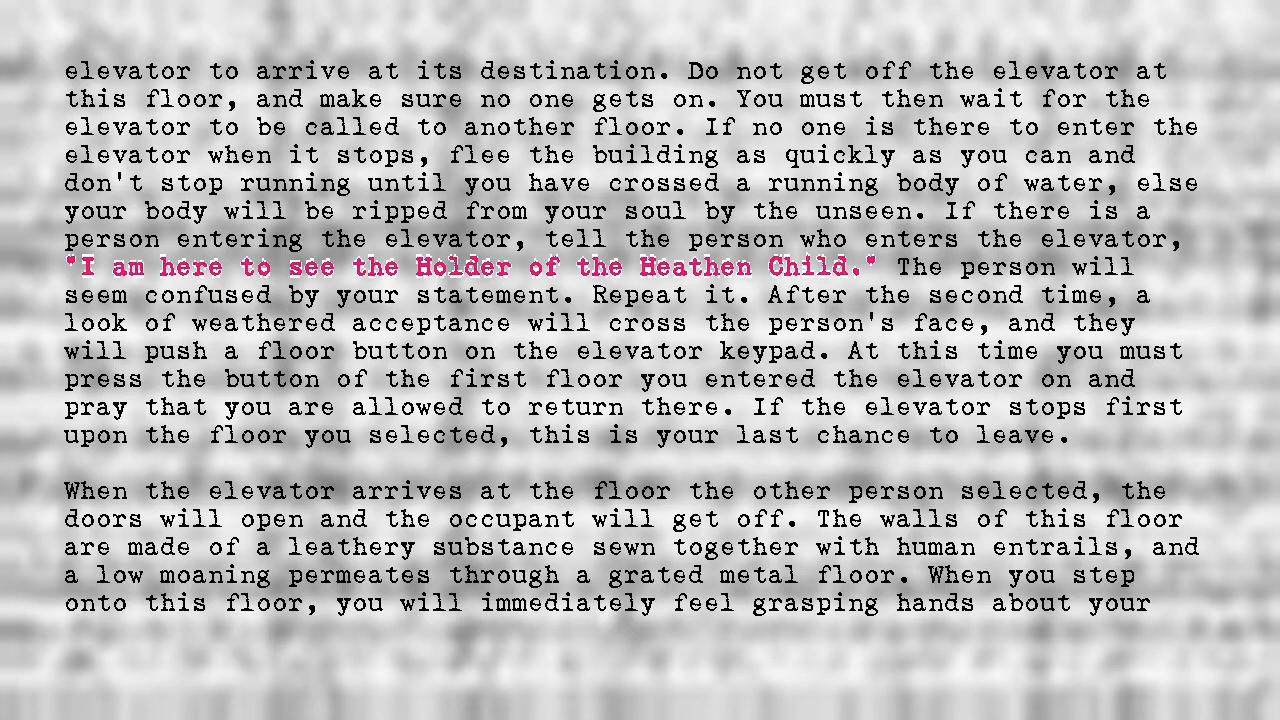 elevator to arrive at its destination. Do not get off the elevator at
this floor, and make sure no one gets on. You must then wait for the
elevator to be called to another floor. If no one is there to enter the
elevator when it stops, flee the building as quickly as you can and
don't stop running until you have crossed a running body of water, else
your body will be ripped from your soul by the unseen. If there is a
person entering the elevator, tell the person who enters the elevator,
"I am here to see the Holder of the Heathen Child." The person will
seem confused by your statement. Repeat it. After the second time, a
look of weathered acceptance will cross the person's face, and they
will push a floor button on the elevator keypad. At this time you must
press the button of the first floor you entered the elevator on and
pray that you are allowed to return there. If the elevator stops first
upon the floor you selected, this is your last chance to leave.

When the elevator arrives at the floor the other person selected, the
doors will open and the occupant will get off. The walls of this floor
are made of a leathery substance sewn together with human entrails, and
a low moaning permeates through a grated metal floor. When you step
onto this floor, you will immediately feel grasping hands about your